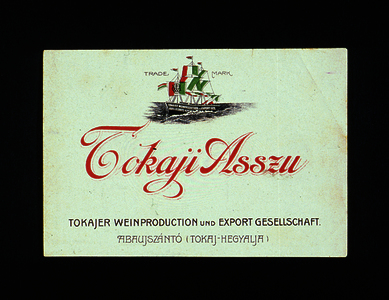 TRADE MARK
Tokaji Asszu
TOKAJER WEINPRODUCTION UND EXPORT GESELLSCHAFT.
ABAUJSZÁNTÓ (TOKAJ-HEGYALJA)